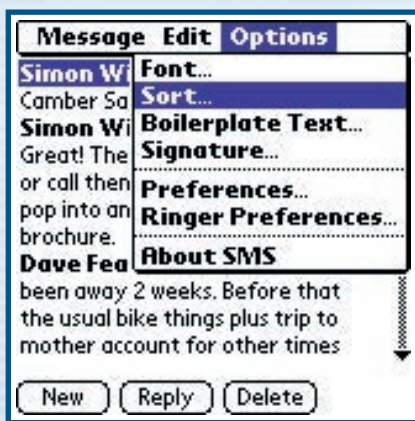 Message Edit Options
Simon Wi
Font...
Camber Sa
Sort...
Simon Wi
Boilerplate Text...
Great! The
Signature...
or call then
Preferences...
pop into an
Ringer Preferences...
brochure.
About SMS
Dave Fea
been away 2 weeks. Before that
the usual bike things plus trip to
mother account for other times
New Reply Delete